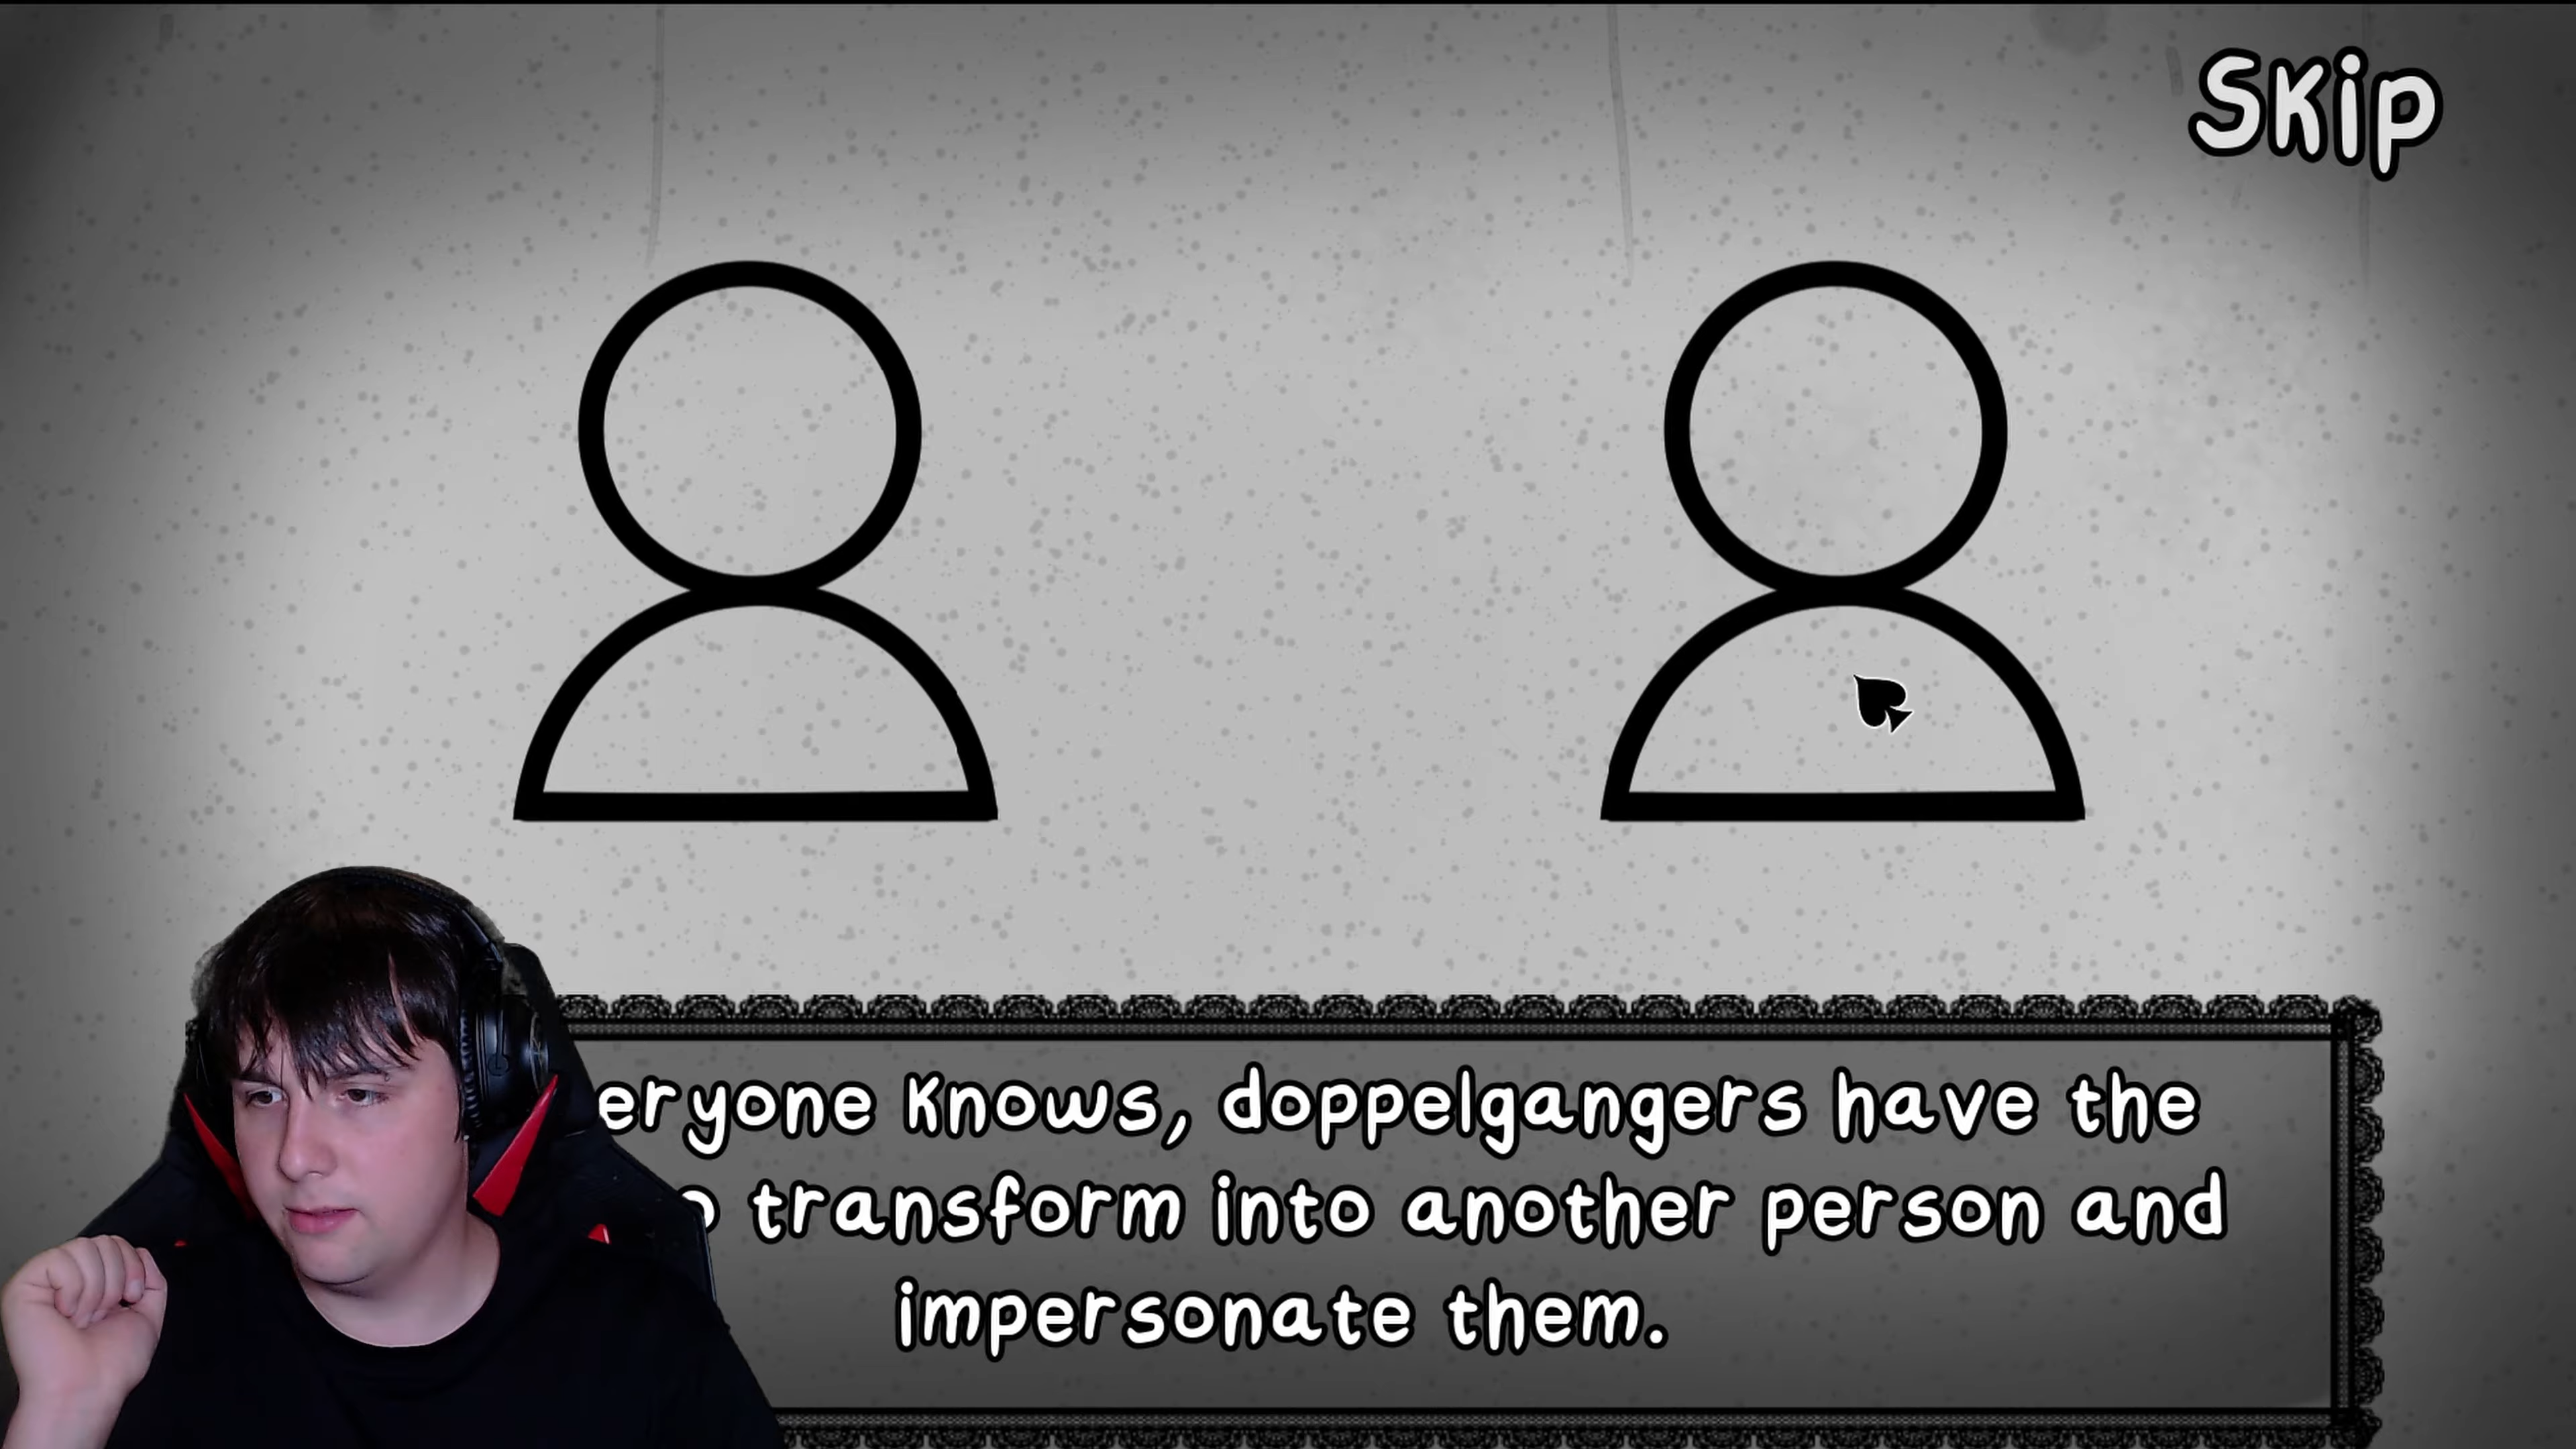 Skip
eryone Knows, doppelgangers have the
transform into another person and
impersonate them.